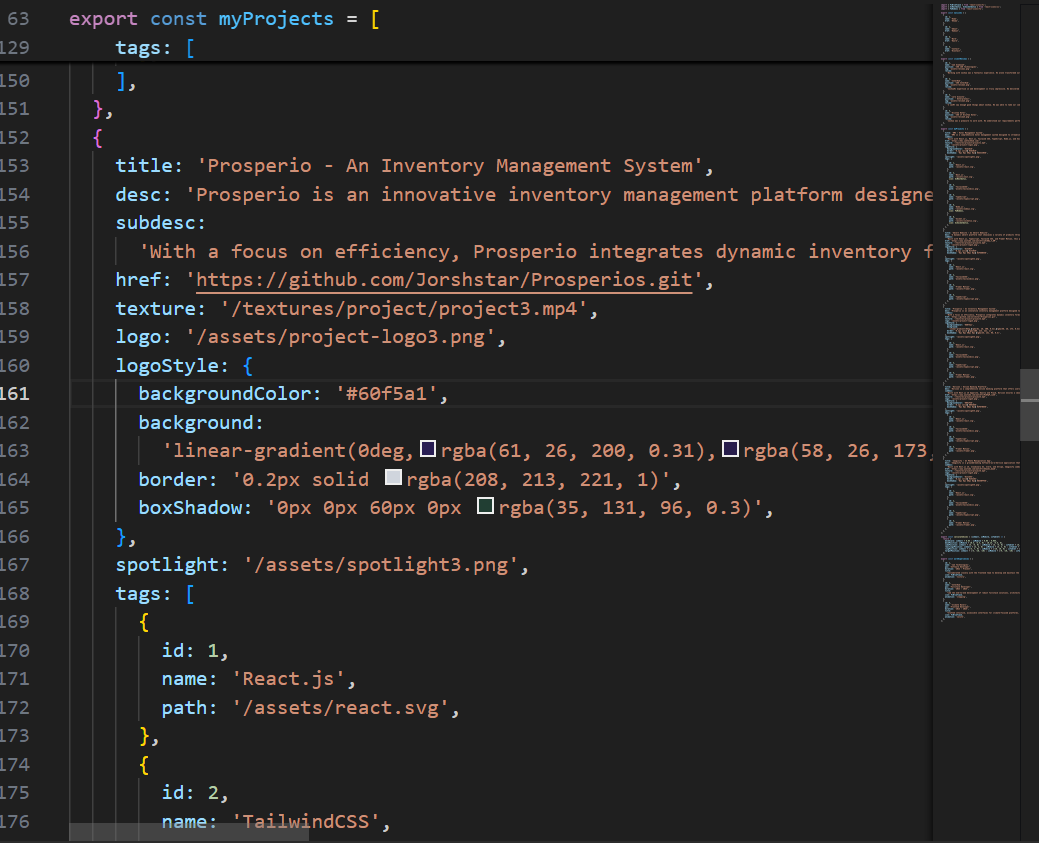 63 export const myProjects = [
129 tags: [
150 ],
151 },
152 {
153 title: 'Prosperio - An Inventory Management System',
154 desc: 'Prosperio is an innovative inventory management platform designe
155 subdesc:
156 'With a focus on efficiency, Prosperio integrates dynamic inventory f
157 href: 'https://github.com/Jorshstar/Prosperios.git',
158 texture: '/textures/project/project3.mp4',
159 logo: '/assets/project-logo3.png',
160 logoStyle: {
161 backgroundColor: '#60f5a1',
162 background:
163 'linear-gradient(0deg, rgba(61, 26, 200, 0.31), rgba(58, 26, 173,
164 border: '0.2px solid rgba(208, 213, 221, 1)',
165 boxShadow: '0px 0px 60px 0px rgba(35, 131, 96, 0.3)',
166 },
167 spotlight: '/assets/spotlight3.png',
168 tags: [
169 {
170 id: 1,
171 name: 'React.js',
172 path: '/assets/react.svg',
173 },
174 {
175 id: 2,
176 name: 'TailwindCSS',